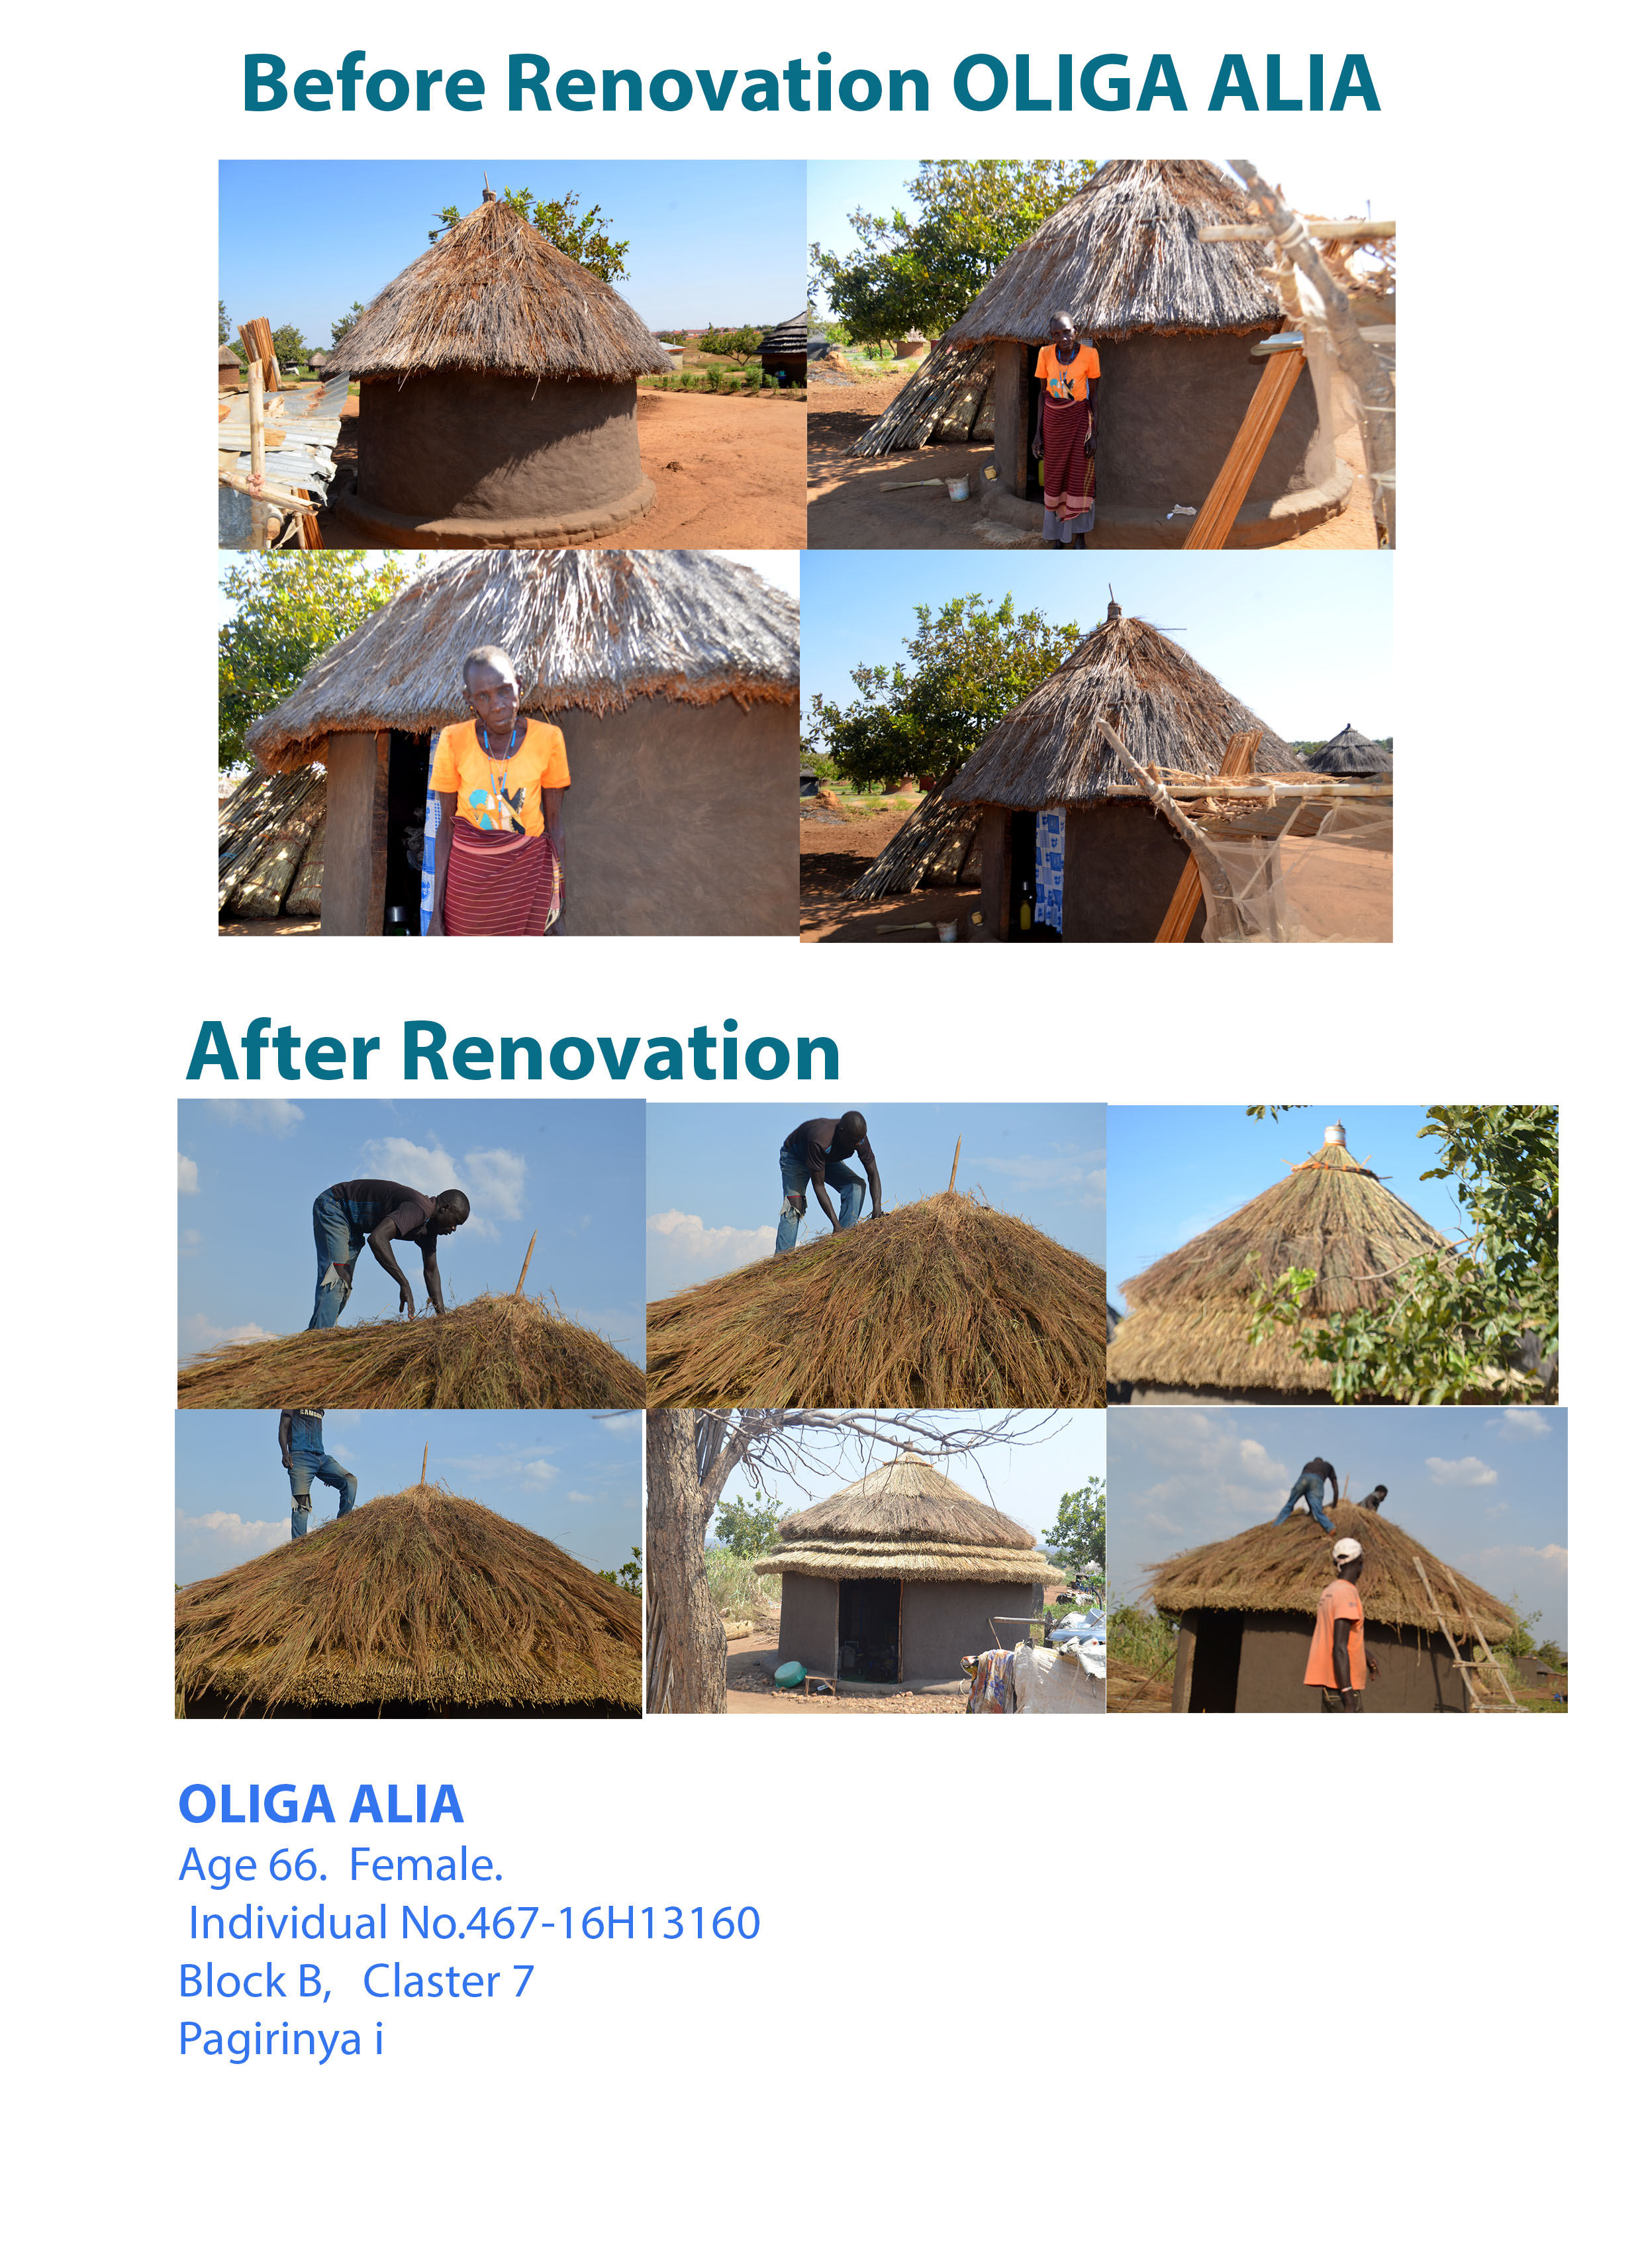 Before Renovation OLIGA ALIA
After Renovation
OLIGA ALIA
Age 66. Female.
Individual No.467-16H13160
Block B, Claster 7
Pagirinya i